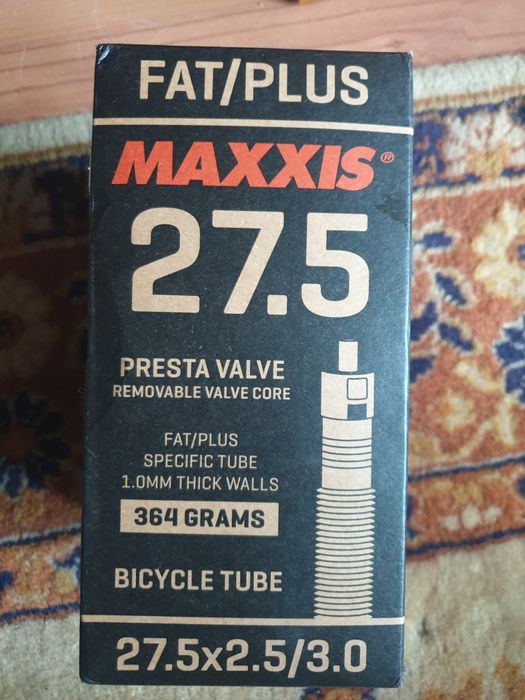 FAT/PLUS
MAXXIS®
27.5
PRESTA VALVE
REMOVABLE VALVE CORE
FAT/PLUS
SPECIFIC TUBE
1.0MM THICK WALLS
364 GRAMS
BICYCLE TUBE
27.5x2.5/3.0